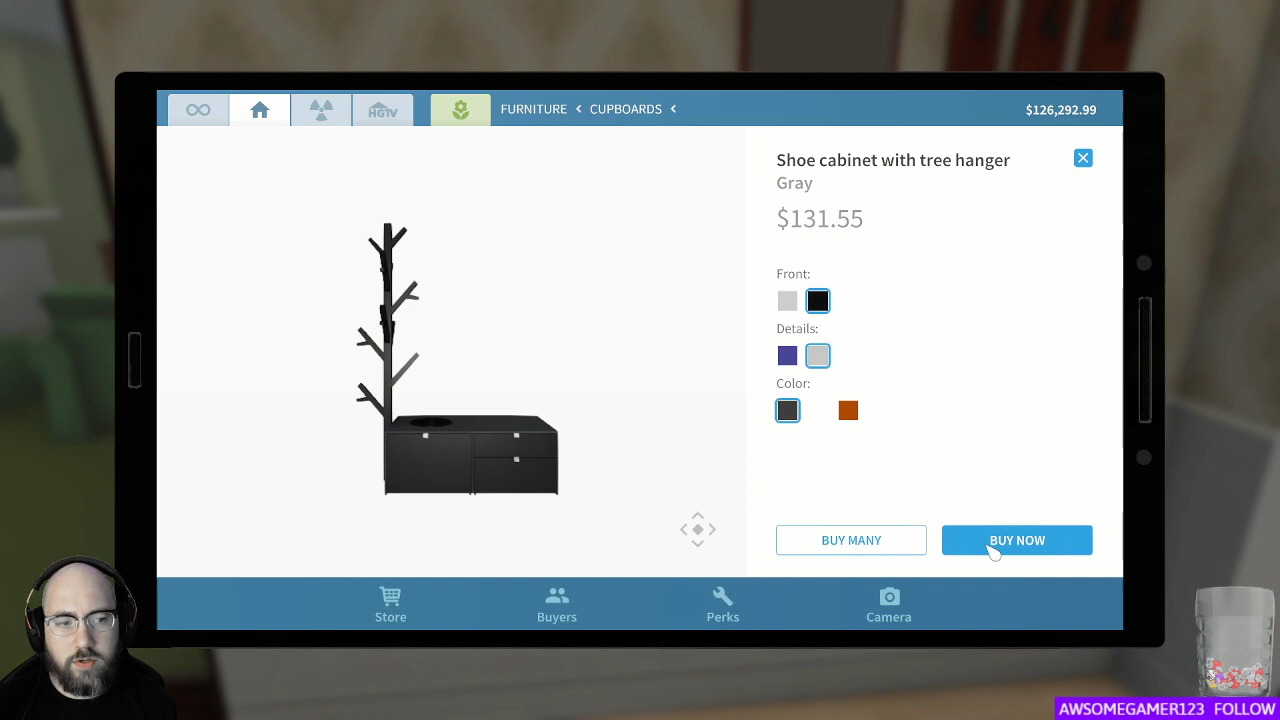 HGTV
FURNITURE < CUPBOARDS <
$126,292.99
Shoe cabinet with tree hanger
Gray
$131.55
Front:
Details:
Color:
BUY MANY
BUY NOW
Store
Buyers
Perks
Camera
AWSOMEGAMER123 FOLLOW